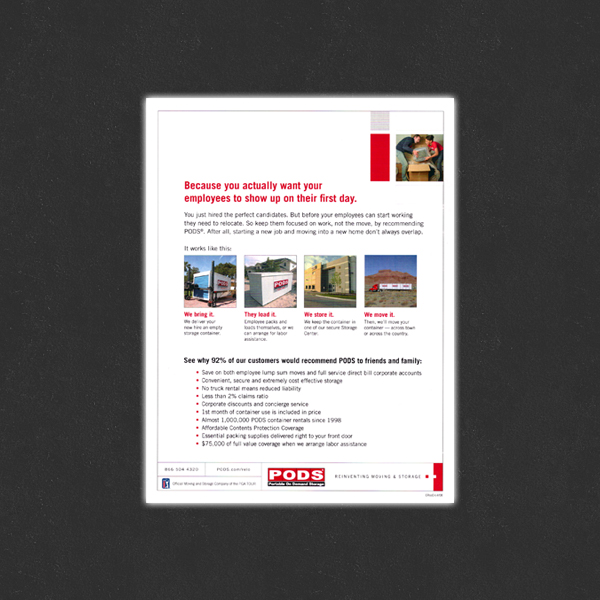 Because you actually want your
employees to show up on their first day.
You just hired the perfect candidates. But before your employees can start working
they need to relocate. So keep them focused on work, not the move, by recommending
PODS®. After all, starting a new job and moving into a new home don't always overlap.
It works like this:
We bring it.
We deliver your
new hire an empty
storage container.
They load it.
Employee packs and
loads themselves, or we
can arrange for labor
assistance.
We store it.
We keep the container in
one of our secure Storage
Center.
We move it.
Then, we'll move your
container — across town
or across the country.
See why 92% of our customers would recommend PODS to friends and family:
• Save on both employee lump sum moves and full service direct bill corporate accounts
• Convenient, secure and extremely cost effective storage
• No truck rental means reduced liability
• Less than 2% claims ratio
• Corporate discounts and concierge service
• 1st month of container use is included in price
• Almost 1,000,000 PODS container rentals since 1998
• Affordable Contents Protection Coverage
• Essential packing supplies delivered right to your front door
• $75,000 of full value coverage when we arrange labor assistance
PODS
Portable On Demand Storage
REINVENTING MOVING & STORAGE
Official Moving and Storage Company of the PGA TOUR